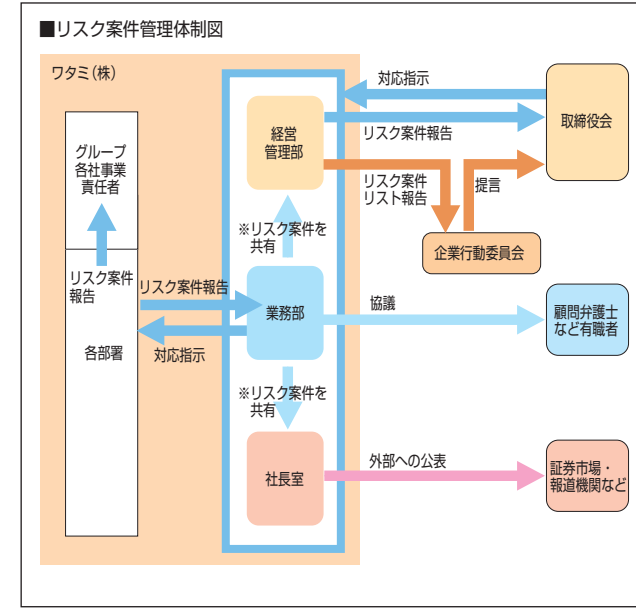 ■リスク案件管理体制図
ワタミ（株）
グループ
各社事業
責任者
リスク案件
報告
各部署
リスク案件報告
対応指示
経営
管理部
※リスク案件を
共有
業務部
※リスク案件を
共有
社長室
対応指示
リスク案件報告
リスク案件
リスト報告
提言
取締役会
企業行動委員会
協議
顧問弁護士
など有職者
外部への公表
証券市場・
報道機関など